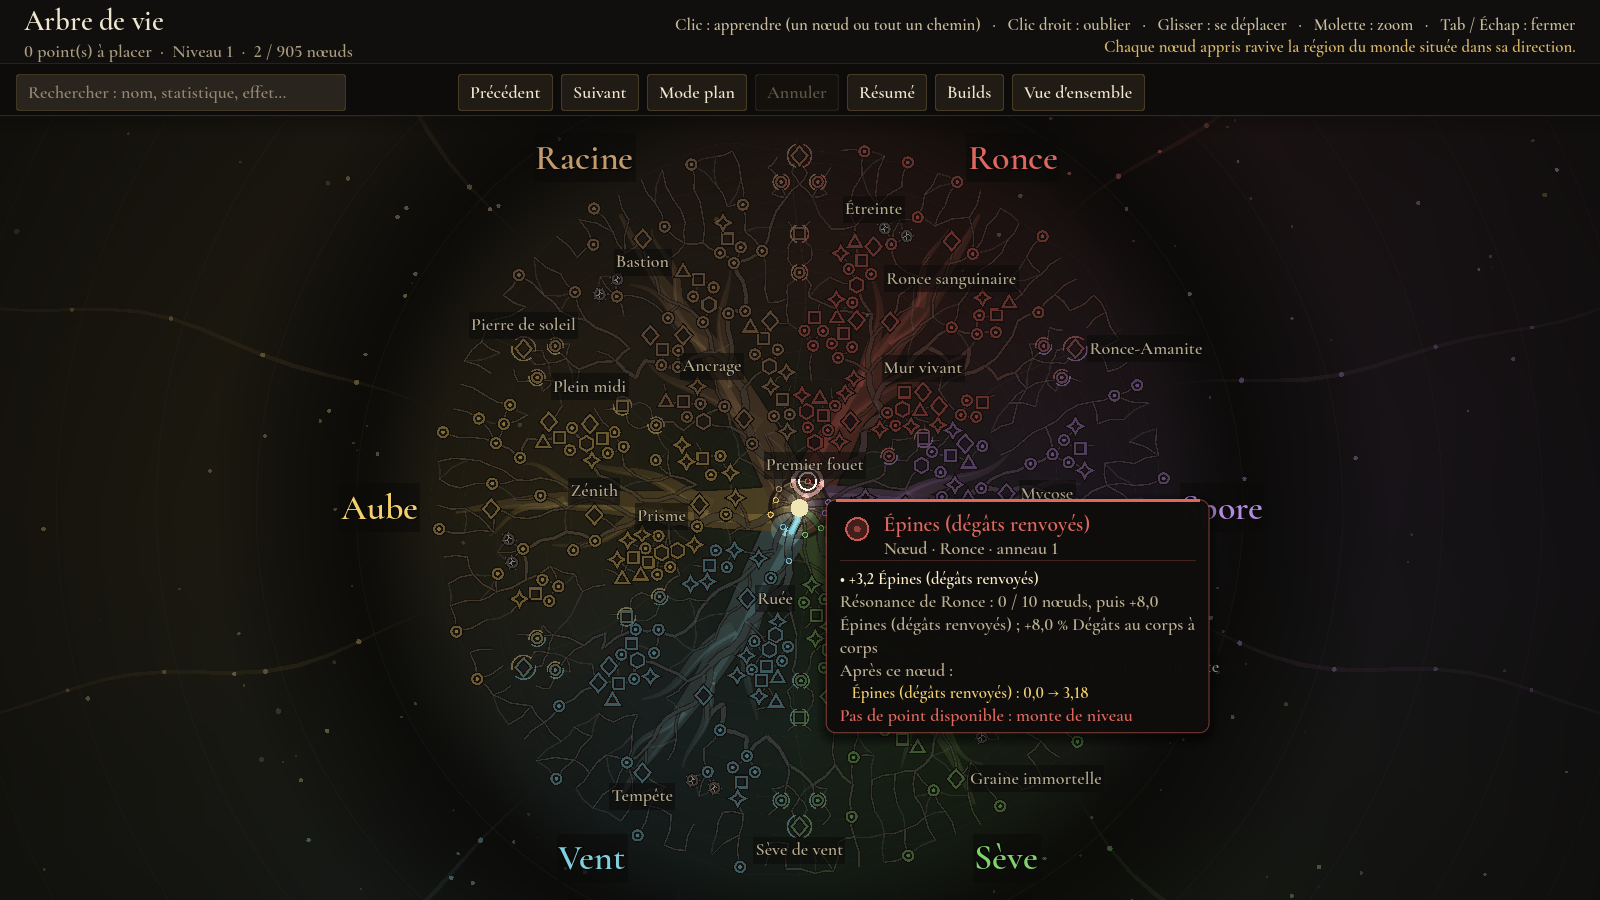 Arbre de vie
0 point(s) à placer · Niveau 1 · 2 / 905 nœuds
Clic : apprendre (un nœud ou tout un chemin) · Clic droit : oublier · Glisser : se déplacer · Molette : zoom · Tab / Échap : fermer
Chaque nœud appris ravive la région du monde située dans sa direction.
Rechercher : nom, statistique, effet...
Précédent
Suivant
Mode plan
Annuler
Résumé
Builds
Vue d'ensemble
Racine
Ronce
Étreinte
Bastion
Ronce sanguinaire
Pierre de soleil
Ronce-Amanite
Ancrage
Mur vivant
Plein midi
Premier fouet
Zénith
Mycose
Aube
Prisme
pore
Épines (dégâts renvoyés)
Nœud · Ronce · anneau 1
• +3,2 Épines (dégâts renvoyés)
Résonance de Ronce : 0 / 10 nœuds, puis +8,0
Épines (dégâts renvoyés) ; +8,0 % Dégâts au corps à
corps
Après ce nœud :
Épines (dégâts renvoyés) : 0,0 → 3,18
Pas de point disponible : monte de niveau
Ruée
Graine immortelle
Tempête
Sève de vent
Vent
Sève